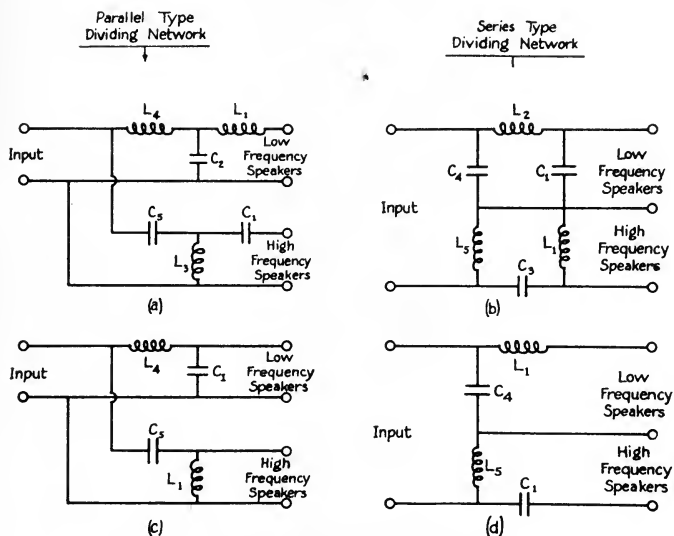 Parallel Type
Dividing Network
Series Type
Dividing Network
L4 L1
Input
C2
Low
Frequency
Speakers
C5 C1
L3
High
Frequency
Speakers
(a)
L2
C4 C1
Low
Frequency
Speakers
Input
L5 L1
High
Frequency
Speakers
C3
(b)
L4
Input
C1
Low
Frequency
Speakers
C5
L1
High
Frequency
Speakers
(c)
L1
C4
Low
Frequency
Speakers
Input
L5
High
Frequency
Speakers
C1
(d)